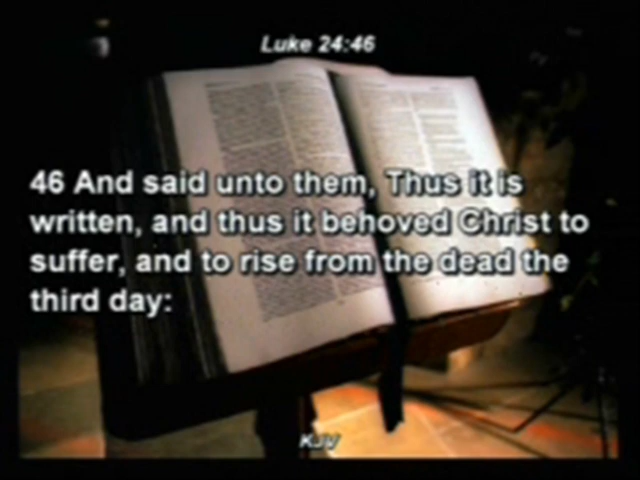 Luke 24:46
46 And said unto them, Thus it is
written, and thus it behoved Christ to
suffer, and to rise from the dead the
third day:
KJV